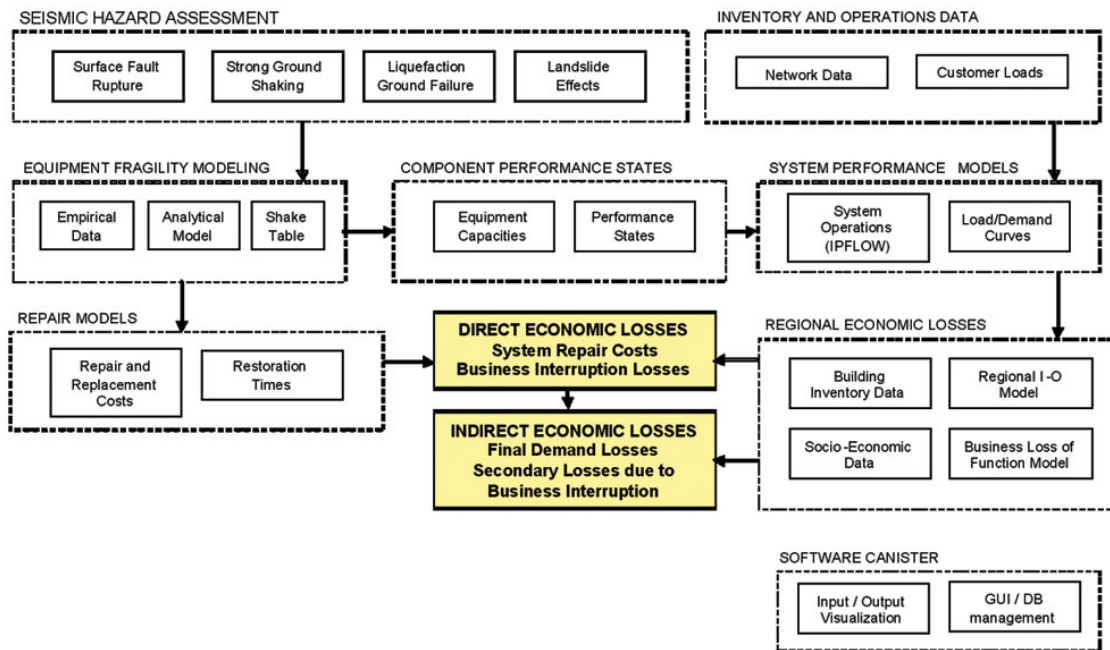 SEISMIC HAZARD ASSESSMENT
Surface Fault
Rupture
Strong Ground
Shaking
Liquefaction
Ground Failure
Landslide
Effects
INVENTORY AND OPERATIONS DATA
Network Data
Customer Loads
EQUIPMENT FRAGILITY MODELING
Empirical
Data
Analytical
Model
Shake
Table
COMPONENT PERFORMANCE STATES
Equipment
Capacities
Performance
States
SYSTEM PERFORMANCE MODELS
System
Operations
(IPFLOW)
Load/Demand
Curves
REPAIR MODELS
Repair and
Replacement
Costs
Restoration
Times
DIRECT ECONOMIC LOSSES
System Repair Costs
Business Interruption Losses
INDIRECT ECONOMIC LOSSES
Final Demand Losses
Secondary Losses due to
Business Interruption
REGIONAL ECONOMIC LOSSES
Building
Inventory Data
Regional I-O
Model
Socio-Economic
Data
Business Loss of
Function Model
SOFTWARE CANISTER
Input / Output
Visualization
GUI / DB
management